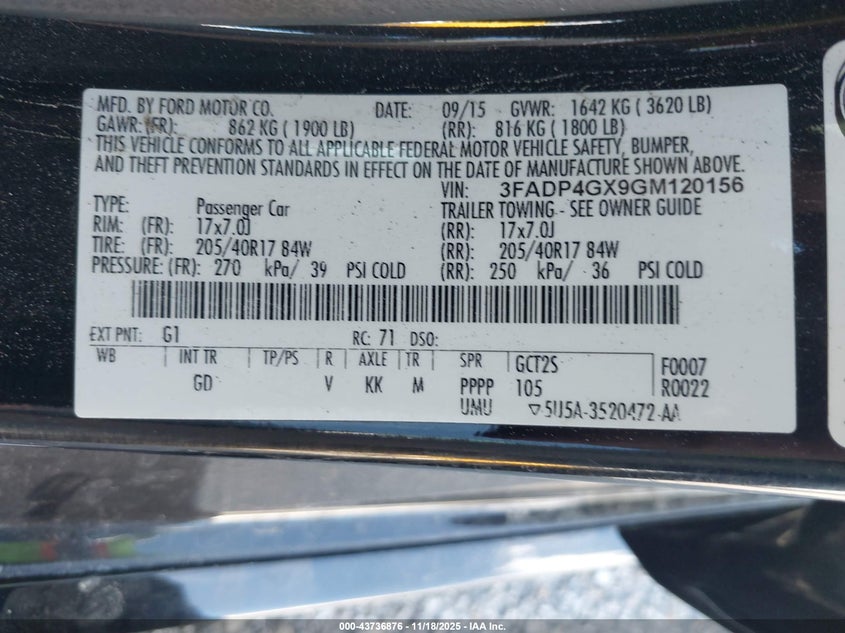 MFD. BY FORD MOTOR CO. DATE: 09/15 GVWR: 1642 KG ( 3620 LB)
GAWR: (FR): 862 KG ( 1900 LB) (RR): 816 KG ( 1800 LB)
THIS VEHICLE CONFORMS TO ALL APPLICABLE FEDERAL MOTOR VEHICLE SAFETY, BUMPER,
AND THEFT PREVENTION STANDARDS IN EFFECT ON THE DATE OF MANUFACTURE SHOWN ABOVE.
VIN: 3FADP4GX9GM120156
TYPE: Passenger Car TRAILER TOWING - SEE OWNER GUIDE
RIM: (FR): 17x7.0J (RR): 17x7.0J
TIRE: (FR): 205/40R17 84W (RR): 205/40R17 84W
PRESSURE: (FR): 270 kPa/ 39 PSI COLD (RR): 250 kPa/ 36 PSI COLD
EXT PNT: G1 RC: 71 DSO:
WB INT TR TP/PS R AXLE TR SPR GCT2S F0007
GD V KK M PPPP 105 R0022
UMU ▽5U5A-3520472-AA
000-43736876 - 11/18/2025 - IAA Inc.